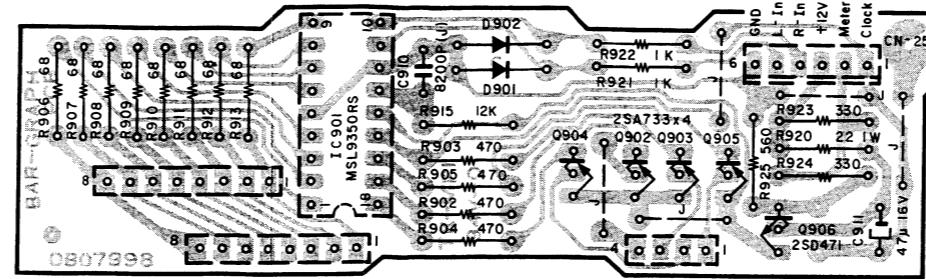 BAR-GRAPH
0807398
R906 68
R907 68
R908 68
R909 68
R910 68
R911 68
R912 68
R913 68
8 1
8 1
9 10
IC901
MSL9350RS
1 18
C910
8200P(J)
D902
D901
R915 12K
R903 470
R905 470
R902 470
R904 470
R922 1K
R921 1K
2SA733x4
Q904 Q902 Q903 Q905
J
J
J
4 1
GND
L-In
R-In
+12V
Meter
Clock
CN-25
6 1
J
R923 330
R920 22 1W
R924 330
R925 560
J
Q906
2SD471
C911
47μ 16V